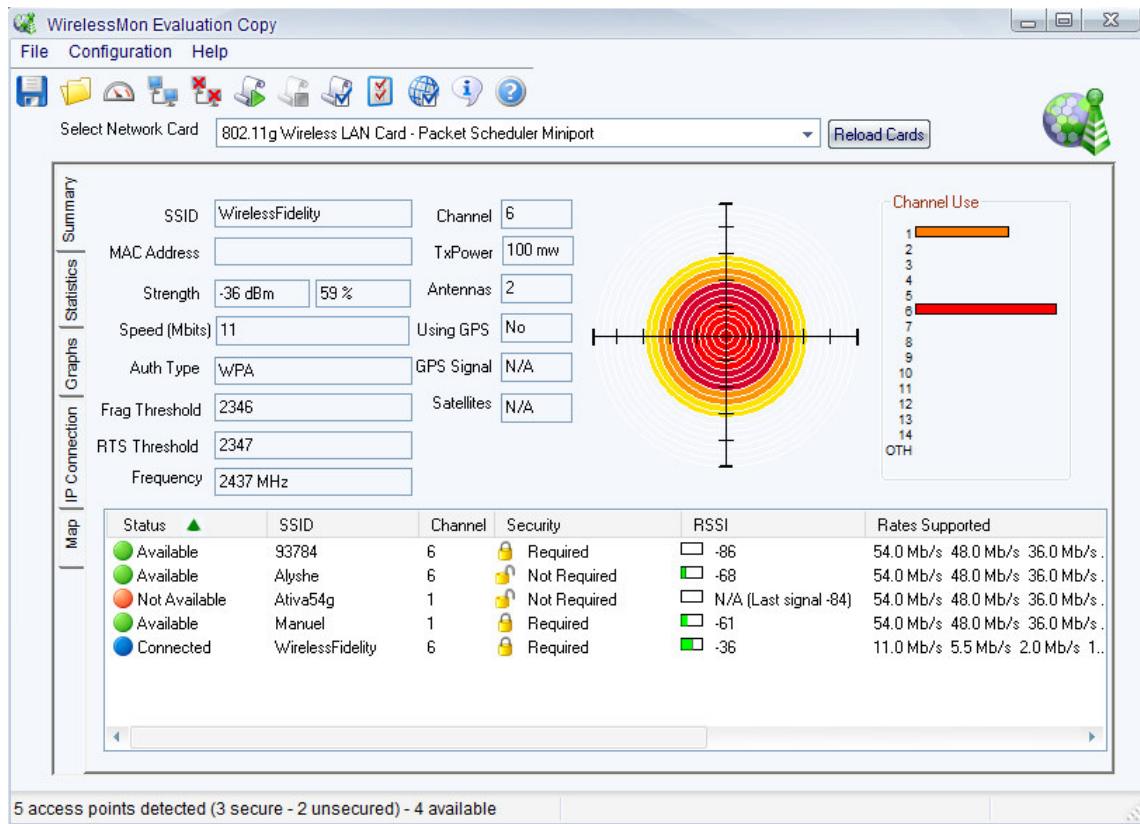 WirelessMon Evaluation Copy
File Configuration Help
Select Network Card 802.11g Wireless LAN Card - Packet Scheduler Miniport Reload Cards
Summary
Statistics
Graphs
IP Connection
Map
SSID WirelessFidelity
MAC Address
Strength -36 dBm 59 %
Speed (Mbits) 11
Auth Type WPA
Frag Threshold 2346
RTS Threshold 2347
Frequency 2437 MHz
Channel 6
TxPower 100 mw
Antennas 2
Using GPS No
GPS Signal N/A
Satellites N/A
Channel Use
1
2
3
4
5
6
7
8
9
10
11
12
13
14
OTH
Status SSID Channel Security RSSI Rates Supported
Available 93784 6 Required -86 54.0 Mb/s 48.0 Mb/s 36.0 Mb/s .
Available Alyshe 6 Not Required -68 54.0 Mb/s 48.0 Mb/s 36.0 Mb/s .
Not Available Ativa54g 1 Not Required N/A (Last signal -84) 54.0 Mb/s 48.0 Mb/s 36.0 Mb/s .
Available Manuel 1 Required -61 54.0 Mb/s 48.0 Mb/s 36.0 Mb/s .
Connected WirelessFidelity 6 Required -36 11.0 Mb/s 5.5 Mb/s 2.0 Mb/s 1..
5 access points detected (3 secure - 2 unsecured) - 4 available